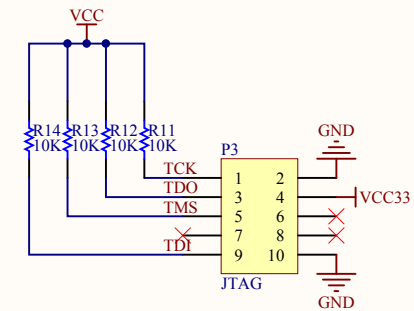 VCC
R14 R13 R12 R11
10K 10K 10K 10K
P3
GND
TCK 1 2
TDO 3 4 VCC33
TMS 5 6
7 8
TDI 9 10
JTAG
GND